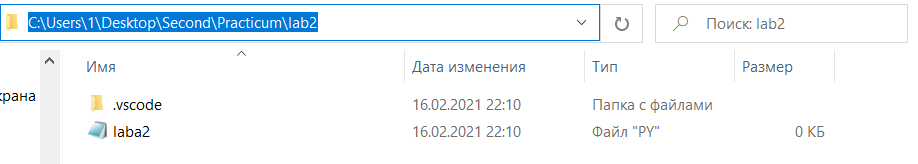 C:\Users\1\Desktop\Second\Practicum\lab2
Поиск: lab2
Имя Дата изменения Тип Размер
крана
.vscode 16.02.2021 22:10 Папка с файлами
laba2 16.02.2021 22:10 Файл "PY" 0 КБ